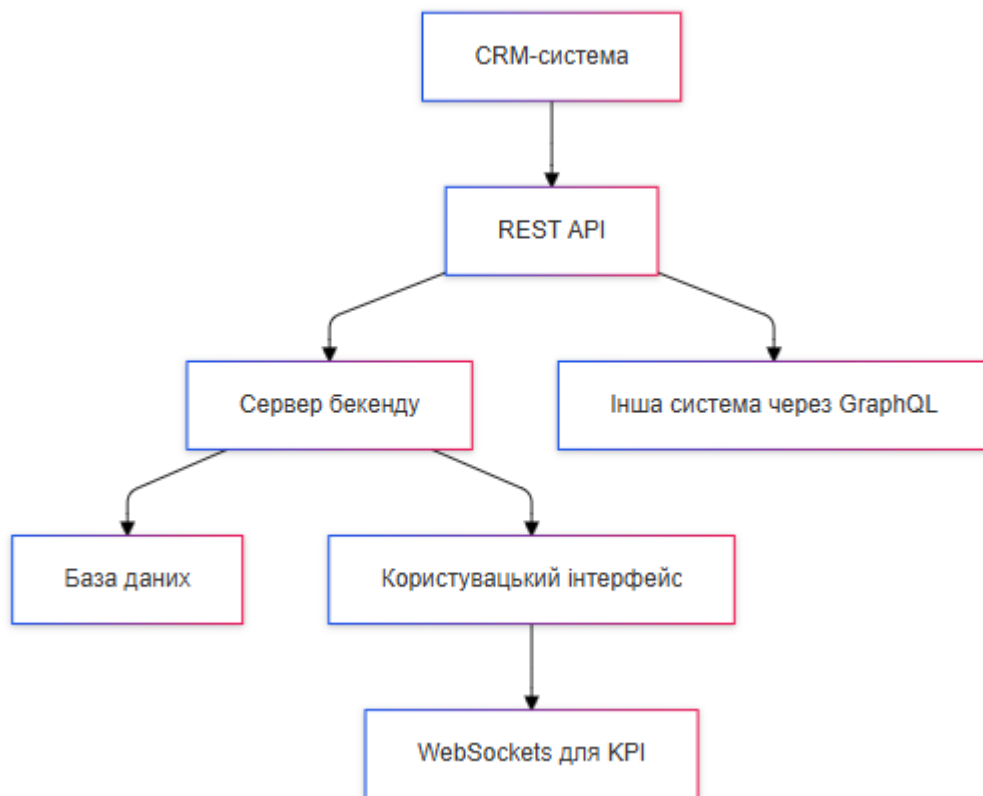 CRM-система
REST API
Сервер бекенду
Інша система через GraphQL
База даних
Користувацький інтерфейс
WebSockets для KPI